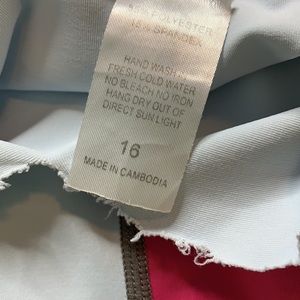 POLYESTER
15% SPANDEX
HAND WASH IN
FRESH COLD WATER
NO BLEACH NO IRON
HANG DRY OUT OF
DIRECT SUN LIGHT
16
MADE IN CAMBODIA